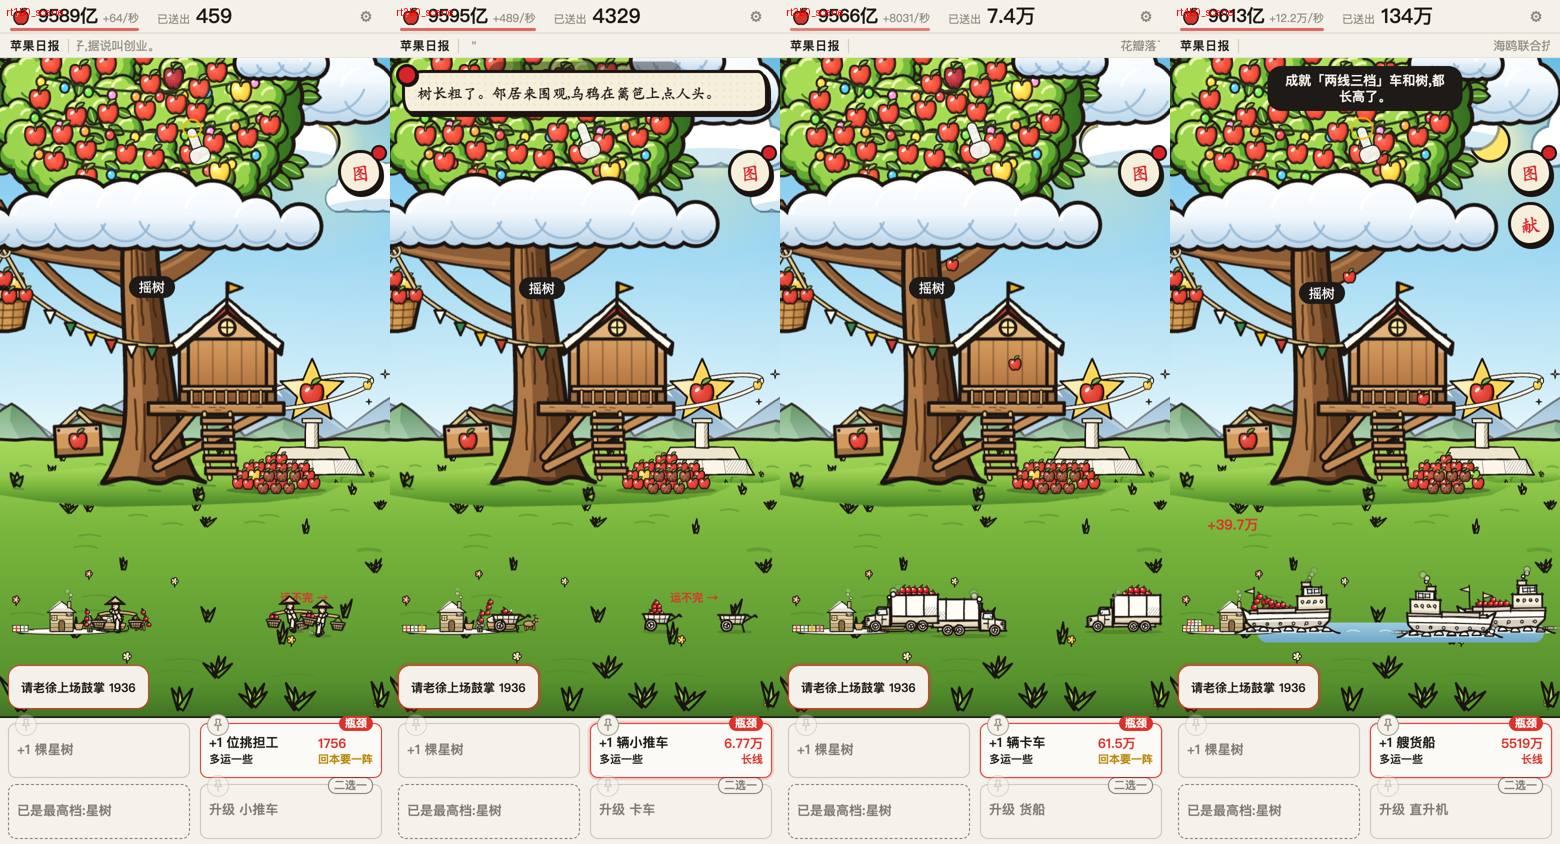 9589亿 +64/秒 已送出 459
苹果日报 子,据说叫创业。
图
摇树
运不完 →
请老徐上场鼓掌 1936
+1 棵星树
瓶颈
+1 位挑担工 1756
多运一些 回本要一阵
已是最高档:星树
二选一
升级 小推车
9595亿 +489/秒 已送出 4329
苹果日报 "
树长粗了。邻居来围观,乌鸦在篱笆上点人头。
图
摇树
运不完 →
请老徐上场鼓掌 1936
+1 棵星树
瓶颈
+1 辆小推车 6.77万
多运一些 长线
已是最高档:星树
二选一
升级 卡车
9566亿 +8031/秒 已送出 7.4万
苹果日报 花瓣落
图
摇树
请老徐上场鼓掌 1936
+1 棵星树
瓶颈
+1 辆卡车 61.5万
多运一些 回本要一阵
已是最高档:星树
二选一
升级 货船
9613亿 +12.2万/秒 已送出 134万
苹果日报 海鸥联合
成就「两线三档」车和树,都
长高了。
图
献
摇树
+39.7万
请老徐上场鼓掌 1936
+1 棵星树
瓶颈
+1 艘货船 5519万
多运一些 长线
已是最高档:星树
二选一
升级 直升机